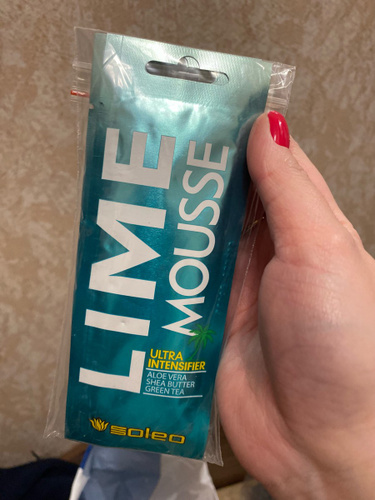 LIME
MOUSSE
ULTRA
INTENSIFIER
ALOE VERA
SHEA BUTTER
GREEN TEA
soleo